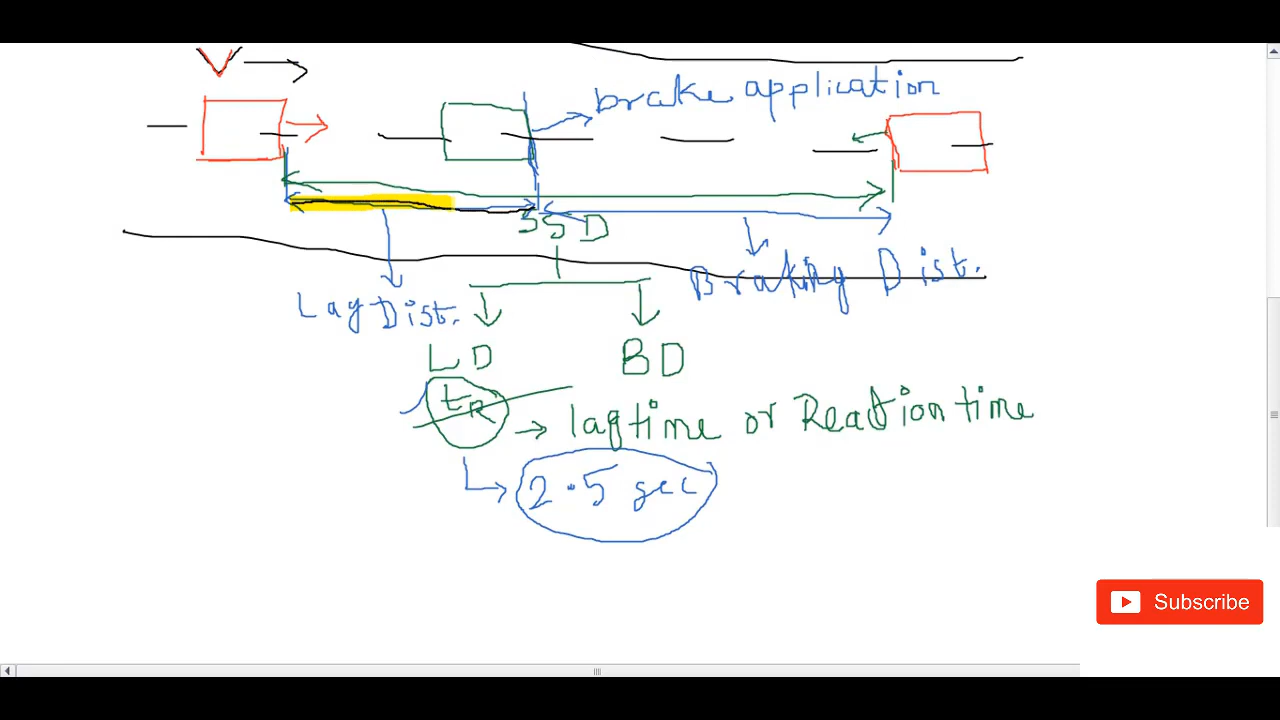 V
brake application
SSD
Braking Dist.
Lag Dist.
LD BD
tR → lag time or Reaction time
2.5 sec
Subscribe